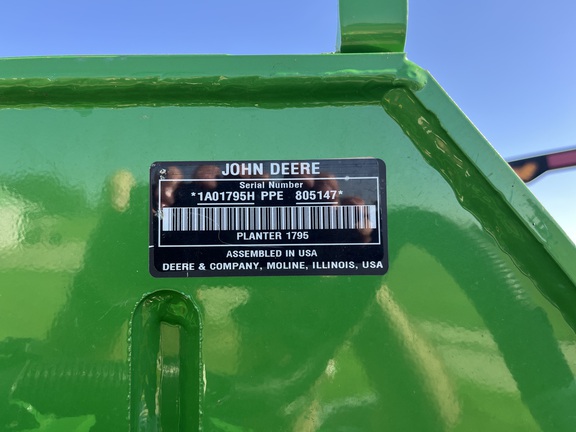 JOHN DEERE
Serial Number
*1A01795H PPE 805147*
PLANTER 1795
ASSEMBLED IN USA
DEERE & COMPANY, MOLINE, ILLINOIS, USA